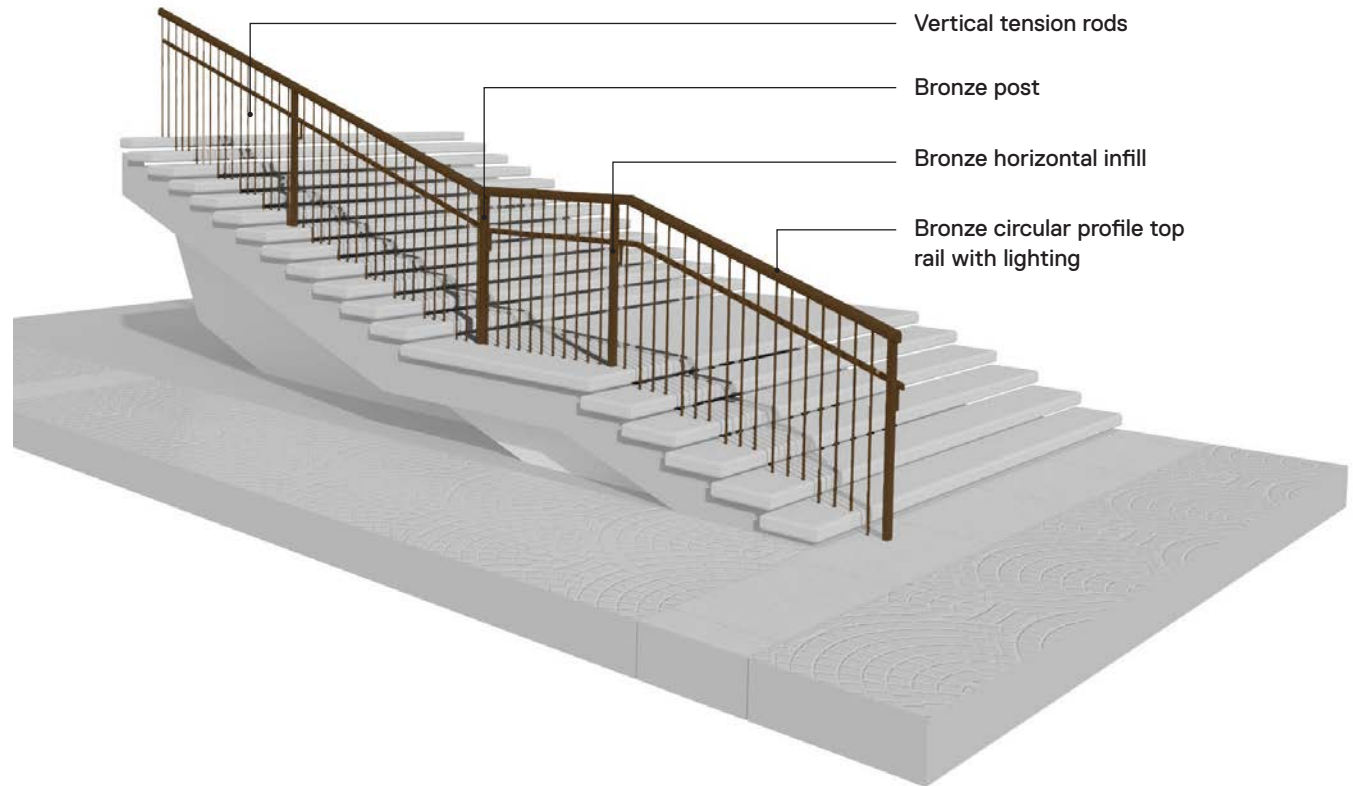 Vertical tension rods
Bronze post
Bronze horizontal infill
Bronze circular profile top
rail with lighting